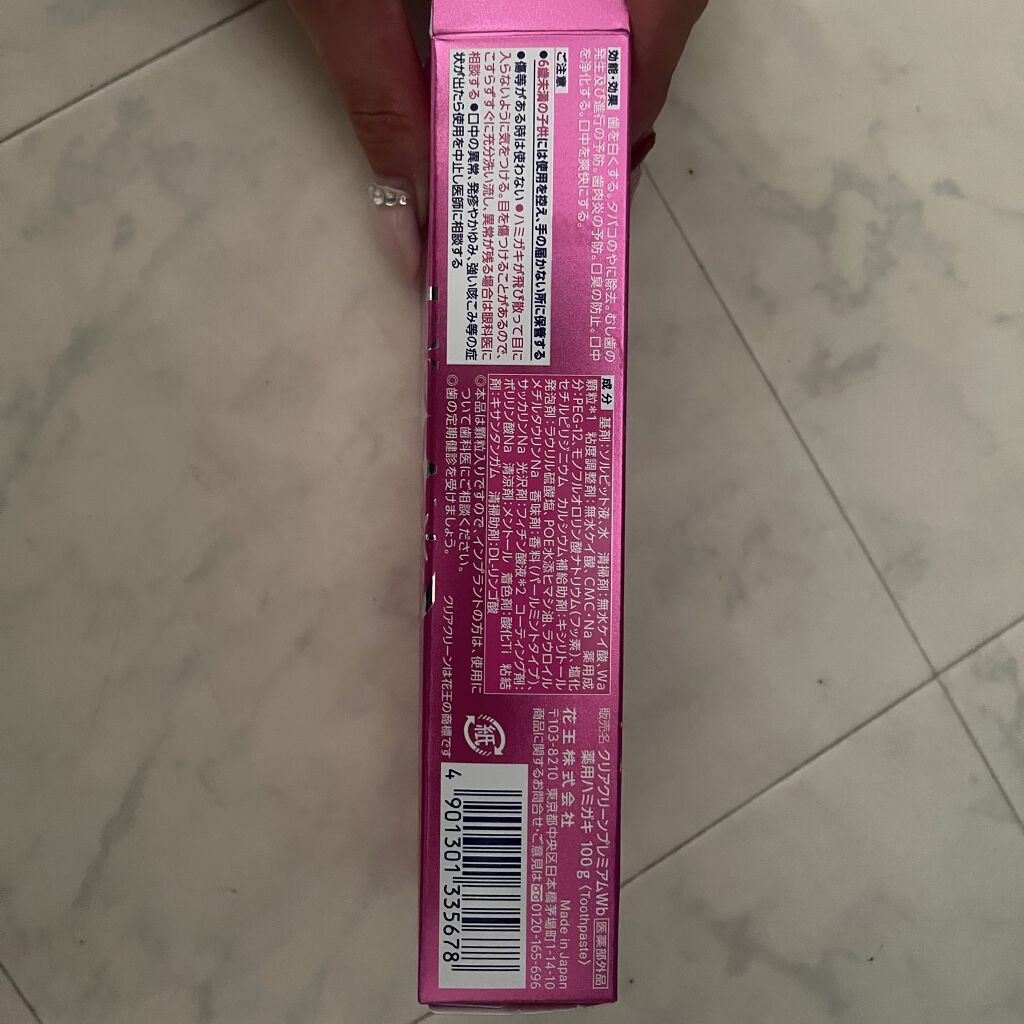 効能・効果 歯を白くする。タバコのやに除去。むし歯の
発生及び進行の予防。歯肉炎の予防。口臭の防止。口中
を浄化する。口中を爽快にする。
ご注意
●6歳未満の子供には使用を控え、手の届かない所に保管する
●傷等がある時は使わない●ハミガキが飛び散って目に
入らないように気をつける。目を傷つけることがあるので、
こすらずすぐに充分洗い流し、異常が残る場合は眼科医に
相談する ●口中の異常、発疹やかゆみ、強い咳こみ等の症
状が出たら使用を中止し医師に相談する
成分 基剤:ソルビット液、水 清掃剤:無水ケイ酸、Wa
顆粒*1 粘度調整剤:無水ケイ酸、CMC・Na 薬用成
分:PEG-12、モノフルオロリン酸ナトリウム(フッ素)、塩化
セチルピリジニウム カルシウム補給助剤:キシリトール
発泡剤:ラウリル硫酸塩、POE水添ヒマシ油、ラウロイル
メチルタウリンNa 香味剤:香料(パールミントタイプ)、
サッカリンNa 光沢剤:フィチン酸液*2 コーティング剤:
ポリリン酸Na 清涼剤:メントール 着色剤:酸化Ti 粘結
剤:キサンタンガム 清掃助剤:DL-リンゴ酸
◎本品は顆粒入りですので、インプラントの方は、使用に
ついて歯科医にご相談ください。
◎歯の定期健診を受けましょう。
クリアクリーンは花王の商標です
販売名 クリアクリーンプレミアムWb 医薬部外品
薬用ハミガキ 100g 〈Toothpaste〉
花王株式会社 Made in Japan
〒103-8210 東京都中央区日本橋茅場町1-14-10
商品に関するお問合せ・ご意見は 0120-165-696
紙
4 901301 335678